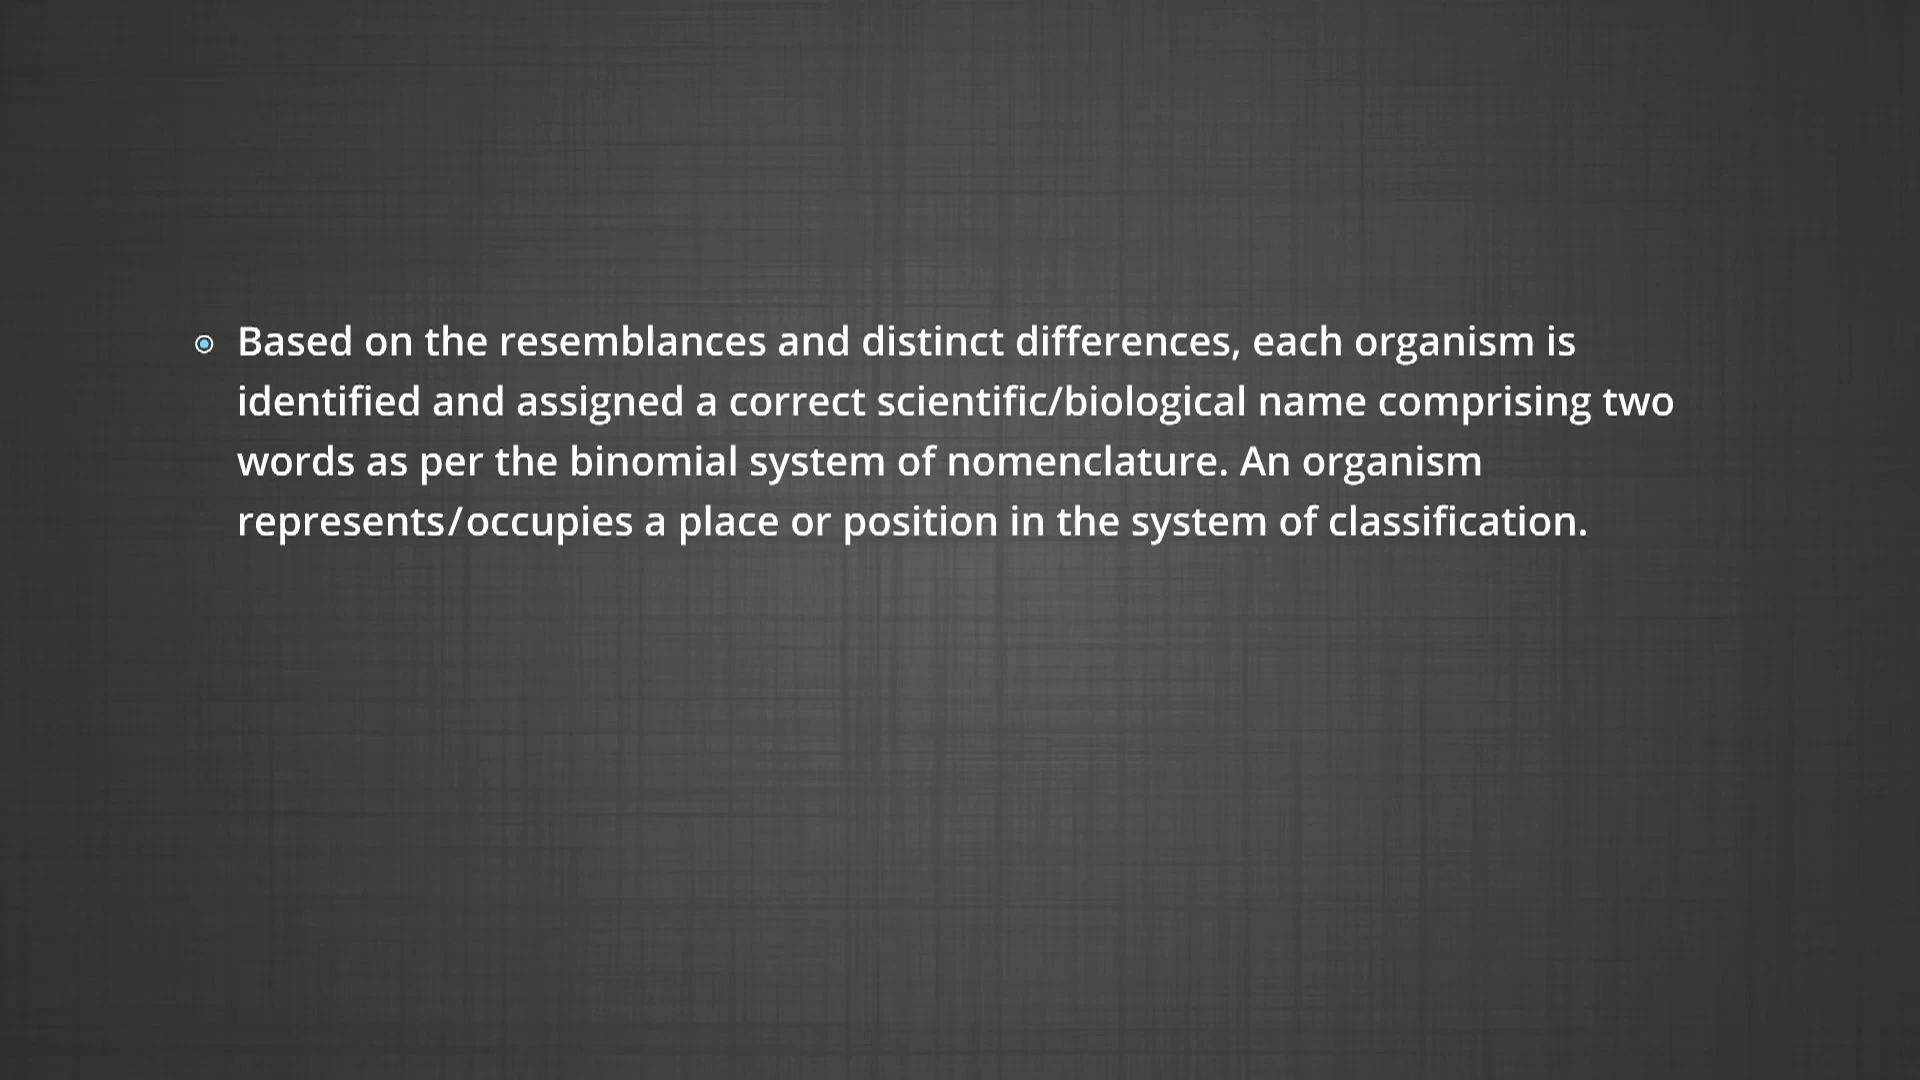 Based on the resemblances and distinct differences, each organism is
identified and assigned a correct scientific/biological name comprising two
words as per the binomial system of nomenclature. An organism
represents/occupies a place or position in the system of classification.